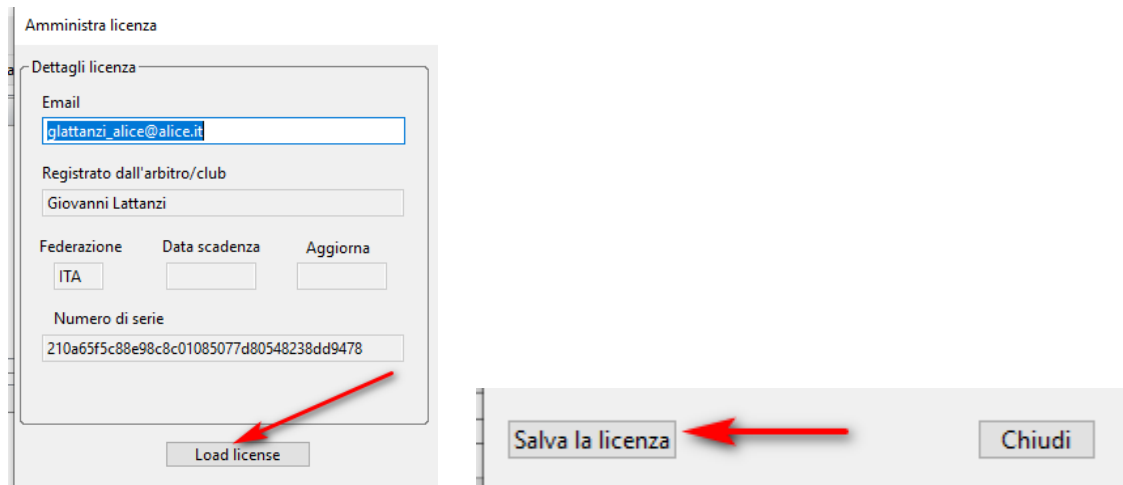 Amministra licenza
Dettagli licenza
Email
glattanzi_alice@alice.it
Registrato dall'arbitro/club
Giovanni Lattanzi
Federazione Data scadenza Aggiorna
ITA
Numero di serie
210a65f5c88e98c8c01085077d80548238dd9478
Load license
Salva la licenza Chiudi